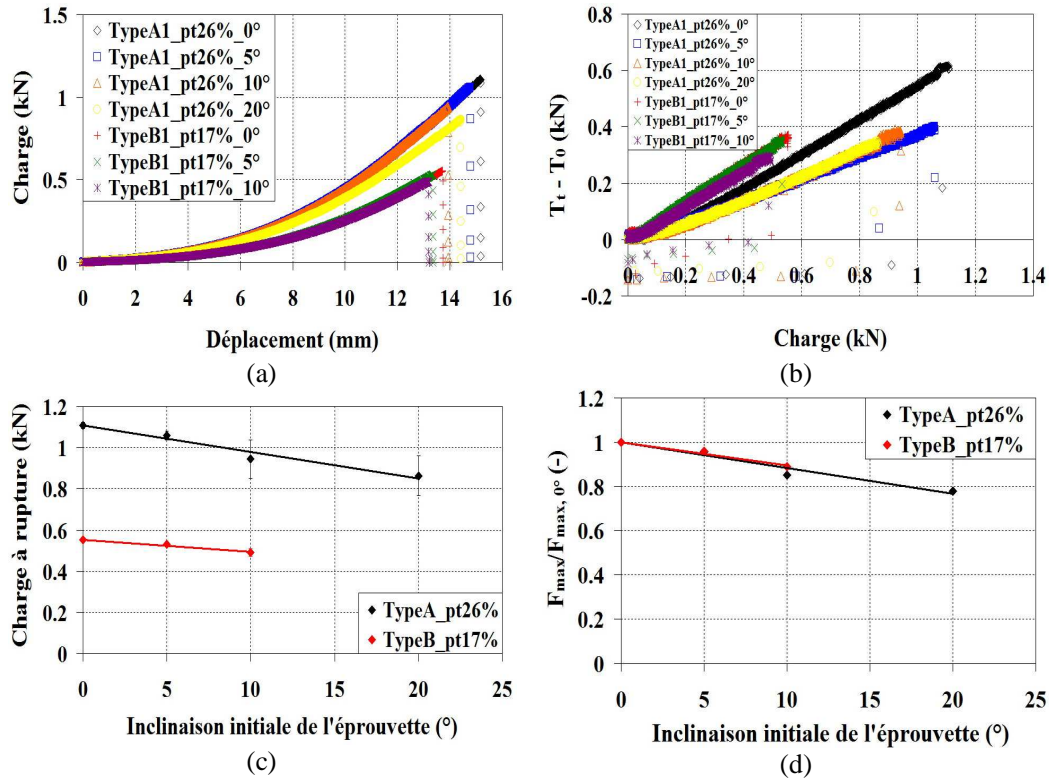 1.5
1
0.5
0
Charge (kN)
TypeA1_pt26%_0°
TypeA1_pt26%_5°
TypeA1_pt26%_10°
TypeA1_pt26%_20°
TypeB1_pt17%_0°
TypeB1_pt17%_5°
TypeB1_pt17%_10°
0 2 4 6 8 10 12 14 16
Déplacement (mm)
(a)
0.8
0.6
0.4
0.2
0
-0.2
Tt - To (kN)
TypeA1_pt26%_0°
TypeA1_pt26%_5°
TypeA1_pt26%_10°
TypeA1_pt26%_20°
TypeB1_pt17%_0°
TypeB1_pt17%_5°
TypeB1_pt17%_10°
0 0.2 0.4 0.6 0.8 1 1.2 1.4
Charge (kN)
(b)
1.2
1
0.8
0.6
0.4
0.2
0
Charge à rupture (kN)
TypeA_pt26%
TypeB_pt17%
0 5 10 15 20 25
Inclinaison initiale de l'éprouvette (°)
(c)
1.2
1
0.8
0.6
0.4
0.2
0
Fmax/Fmax, 0° (-)
TypeA_pt26%
TypeB_pt17%
0 5 10 15 20 25
Inclinaison initiale de l'éprouvette (°)
(d)